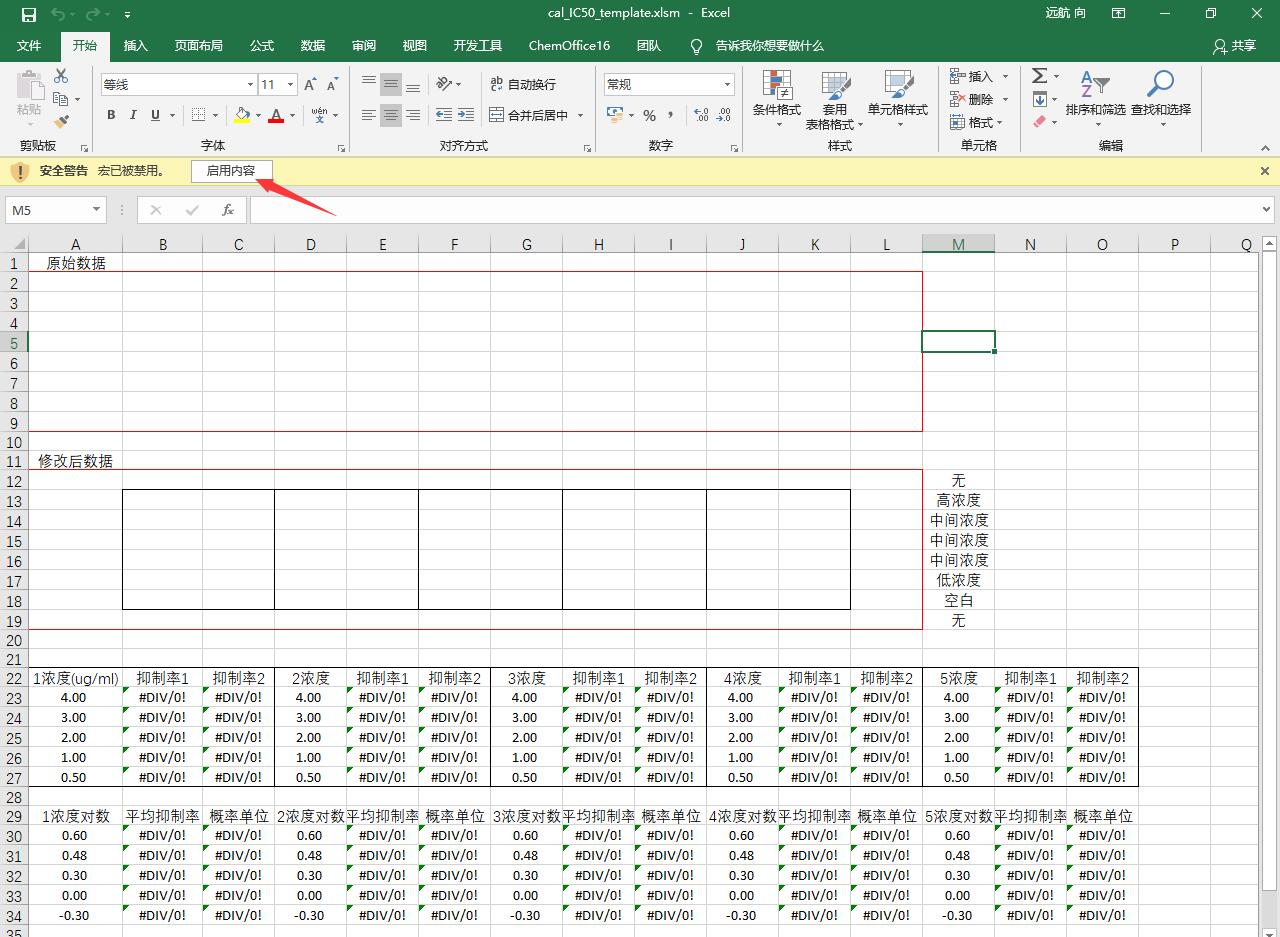 cal_IC50_template.xlsm - Excel
远航 向
文件 开始 插入 页面布局 公式 数据 审阅 视图 开发工具 ChemOffice16 团队 告诉我你想要做什么 共享
粘贴 等线 11 自动换行 常规 条件格式 套用 表格格式 单元格样式 插入 排序和筛选 查找和选择
B I U wén 文 合并后居中 % 删除
格式
剪贴板 字体 对齐方式 数字 样式 单元格 编辑
安全警告 宏已被禁用。 启用内容
M5 fx
A B C D E F G H I J K L M N O P Q
1 原始数据
2
3
4
5
6
7
8
9
10
11 修改后数据
12 无
13 高浓度
14 中间浓度
15 中间浓度
16 中间浓度
17 低浓度
18 空白
19 无
20
21
22 1浓度(ug/ml) 抑制率1 抑制率2 2浓度 抑制率1 抑制率2 3浓度 抑制率1 抑制率2 4浓度 抑制率1 抑制率2 5浓度 抑制率1 抑制率2
23 4.00 #DIV/0! #DIV/0! 4.00 #DIV/0! #DIV/0! 4.00 #DIV/0! #DIV/0! 4.00 #DIV/0! #DIV/0! 4.00 #DIV/0! #DIV/0!
24 3.00 #DIV/0! #DIV/0! 3.00 #DIV/0! #DIV/0! 3.00 #DIV/0! #DIV/0! 3.00 #DIV/0! #DIV/0! 3.00 #DIV/0! #DIV/0!
25 2.00 #DIV/0! #DIV/0! 2.00 #DIV/0! #DIV/0! 2.00 #DIV/0! #DIV/0! 2.00 #DIV/0! #DIV/0! 2.00 #DIV/0! #DIV/0!
26 1.00 #DIV/0! #DIV/0! 1.00 #DIV/0! #DIV/0! 1.00 #DIV/0! #DIV/0! 1.00 #DIV/0! #DIV/0! 1.00 #DIV/0! #DIV/0!
27 0.50 #DIV/0! #DIV/0! 0.50 #DIV/0! #DIV/0! 0.50 #DIV/0! #DIV/0! 0.50 #DIV/0! #DIV/0! 0.50 #DIV/0! #DIV/0!
28
29 1浓度对数 平均抑制率 概率单位 2浓度对数 平均抑制率 概率单位 3浓度对数 平均抑制率 概率单位 4浓度对数 平均抑制率 概率单位 5浓度对数 平均抑制率 概率单位
30 0.60 #DIV/0! #DIV/0! 0.60 #DIV/0! #DIV/0! 0.60 #DIV/0! #DIV/0! 0.60 #DIV/0! #DIV/0! 0.60 #DIV/0! #DIV/0!
31 0.48 #DIV/0! #DIV/0! 0.48 #DIV/0! #DIV/0! 0.48 #DIV/0! #DIV/0! 0.48 #DIV/0! #DIV/0! 0.48 #DIV/0! #DIV/0!
32 0.30 #DIV/0! #DIV/0! 0.30 #DIV/0! #DIV/0! 0.30 #DIV/0! #DIV/0! 0.30 #DIV/0! #DIV/0! 0.30 #DIV/0! #DIV/0!
33 0.00 #DIV/0! #DIV/0! 0.00 #DIV/0! #DIV/0! 0.00 #DIV/0! #DIV/0! 0.00 #DIV/0! #DIV/0! 0.00 #DIV/0! #DIV/0!
34 -0.30 #DIV/0! #DIV/0! -0.30 #DIV/0! #DIV/0! -0.30 #DIV/0! #DIV/0! -0.30 #DIV/0! #DIV/0! -0.30 #DIV/0! #DIV/0!
35